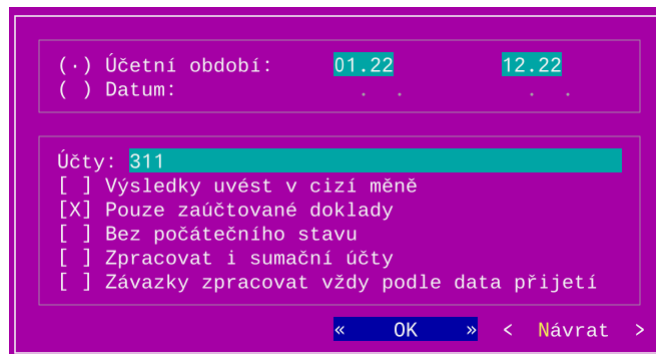 (·) Účetní období: 01.22 12.22
( ) Datum: . . . .
Účty: 311
[ ] Výsledky uvést v cizí měně
[X] Pouze zaúčtované doklady
[ ] Bez počátečního stavu
[ ] Zpracovat i sumační účty
[ ] Závazky zpracovat vždy podle data přijetí
« OK » < Návrat >